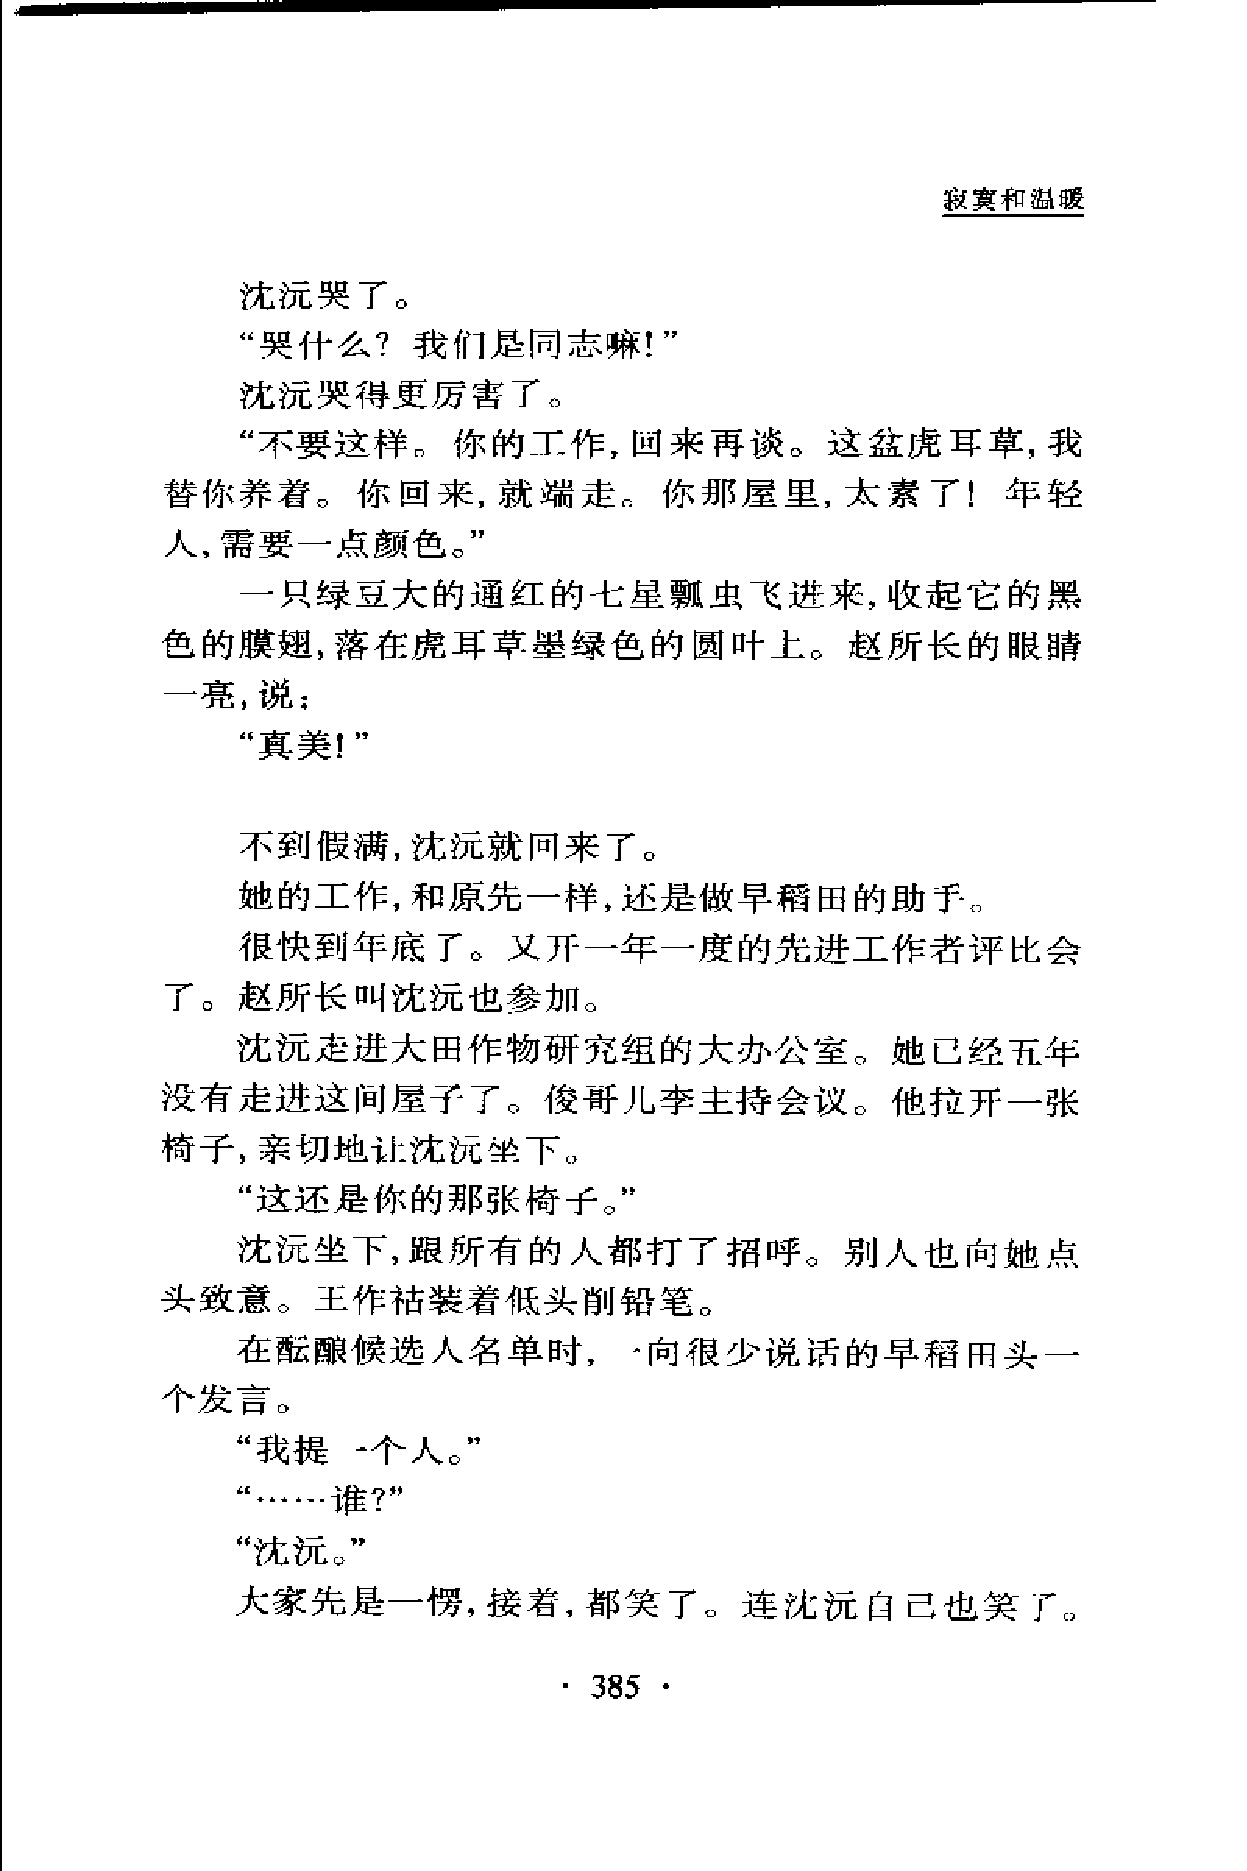 寂寞和温暖
沈沅哭了。
“哭什么？我们是同志嘛！”
沈沅哭得更厉害了。
“不要这样。你的工作，回来再谈。这盆虎耳草，我
替你养着。你回来，就端走。你那屋里，太素了！年轻
人，需要一点颜色。”
一只绿豆大的通红的七星瓢虫飞进来，收起它的黑
色的膜翅，落在虎耳草墨绿色的圆叶上。赵所长的眼睛
一亮，说：
“真美！”
不到假满，沈沅就回来了。
她的工作，和原先一样，还是做早稻田的助手。
很快到年底了。又开一年一度的先进工作者评比会
了。赵所长叫沈沅也参加。
沈沅走进大田作物研究组的大办公室。她已经五年
没有走进这间屋子了。俊哥儿李主持会议。他拉开一张
椅子，亲切地让沈沅坐下。
“这还是你的那张椅子。”
沈沅坐下，跟所有的人都打了招呼。别人也向她点
头致意。王作祜装着低头削铅笔。
在酝酿候选人名单时，一向很少说话的早稻田头一
个发言。
“我提一个人。”
“……谁？”
“沈沅。”
大家先是一愣，接着，都笑了。连沈沅自己也笑了。
· 385 ·